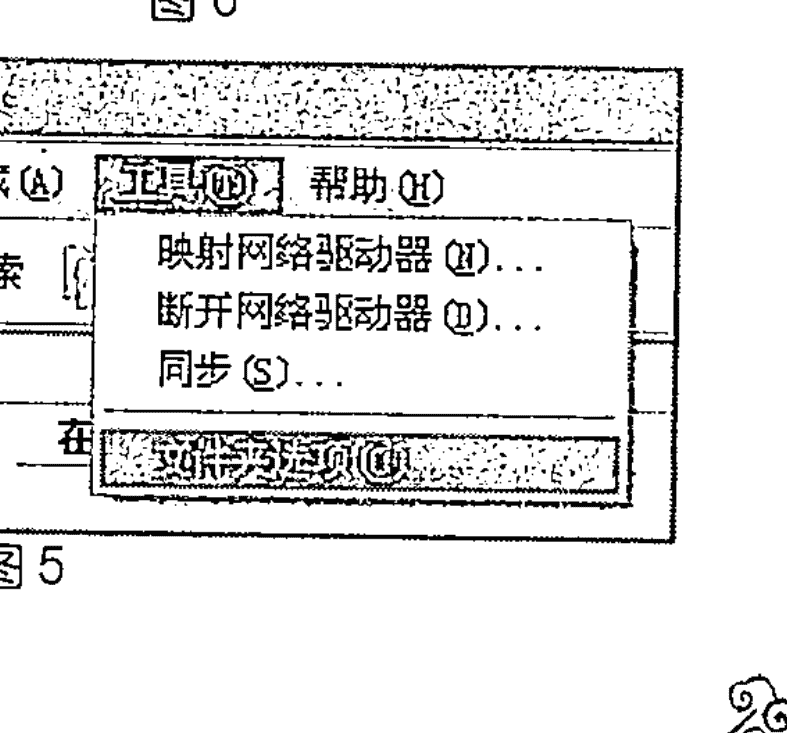 图 6
(A) 工具(T) 帮助(H)
索
映射网络驱动器(N)...
断开网络驱动器(D)...
同步(S)...
在
文件夹选项(O)
图 5